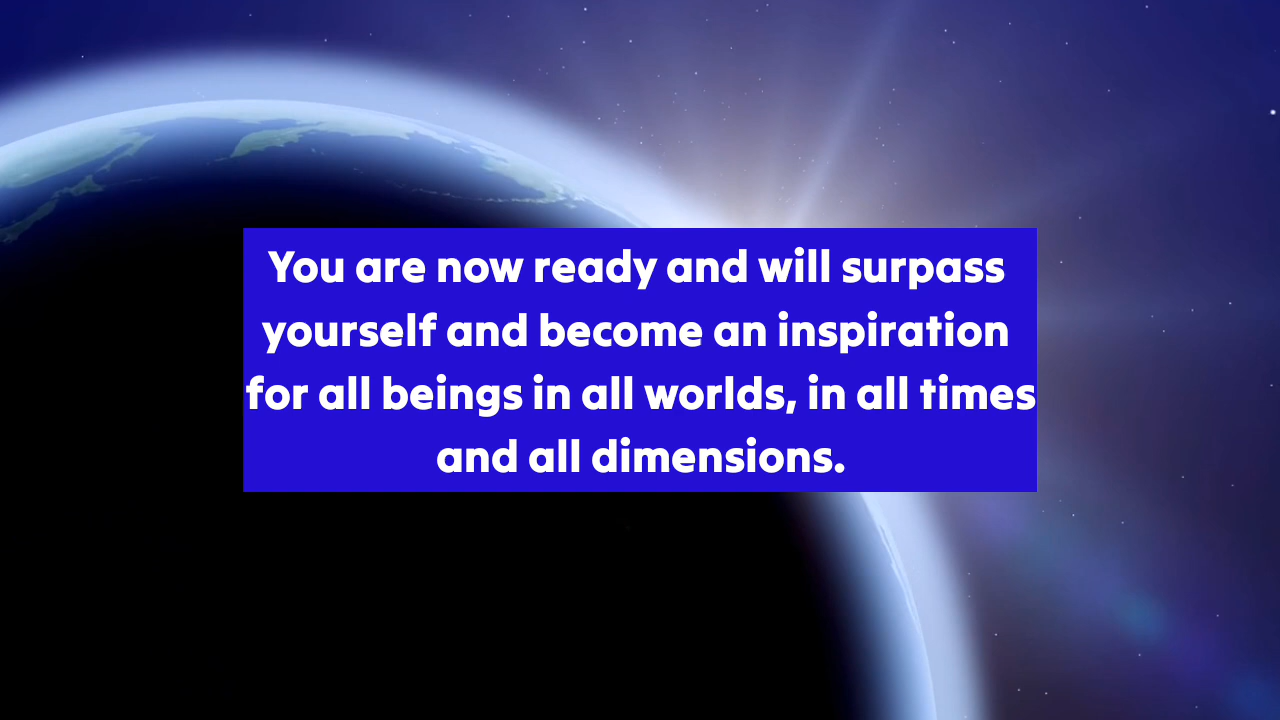 You are now ready and will surpass
yourself and become an inspiration
for all beings in all worlds, in all times
and all dimensions.